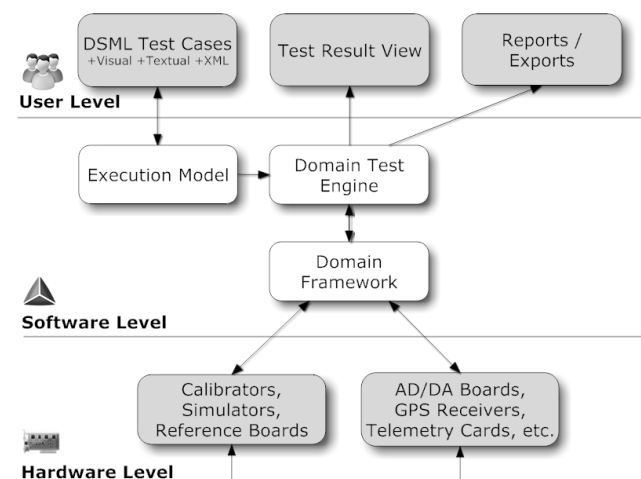 DSML Test Cases
+Visual +Textual +XML
Test Result View
Reports /
Exports
User Level
Execution Model
Domain Test
Engine
Domain
Framework
Software Level
Calibrators,
Simulators,
Reference Boards
AD/DA Boards,
GPS Receivers,
Telemetry Cards, etc.
Hardware Level